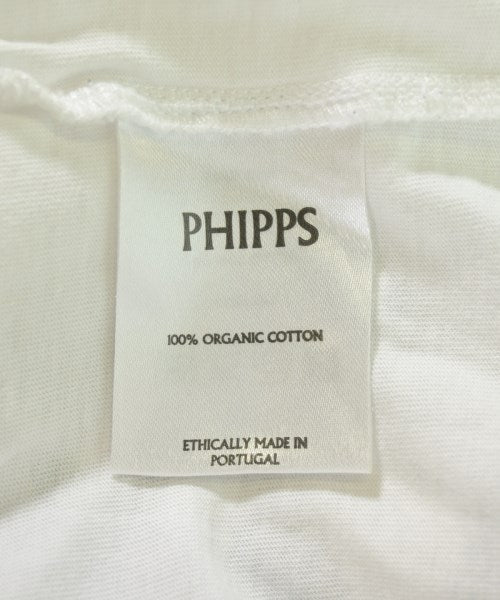 PHIPPS
100% ORGANIC COTTON
ETHICALLY MADE IN
PORTUGAL